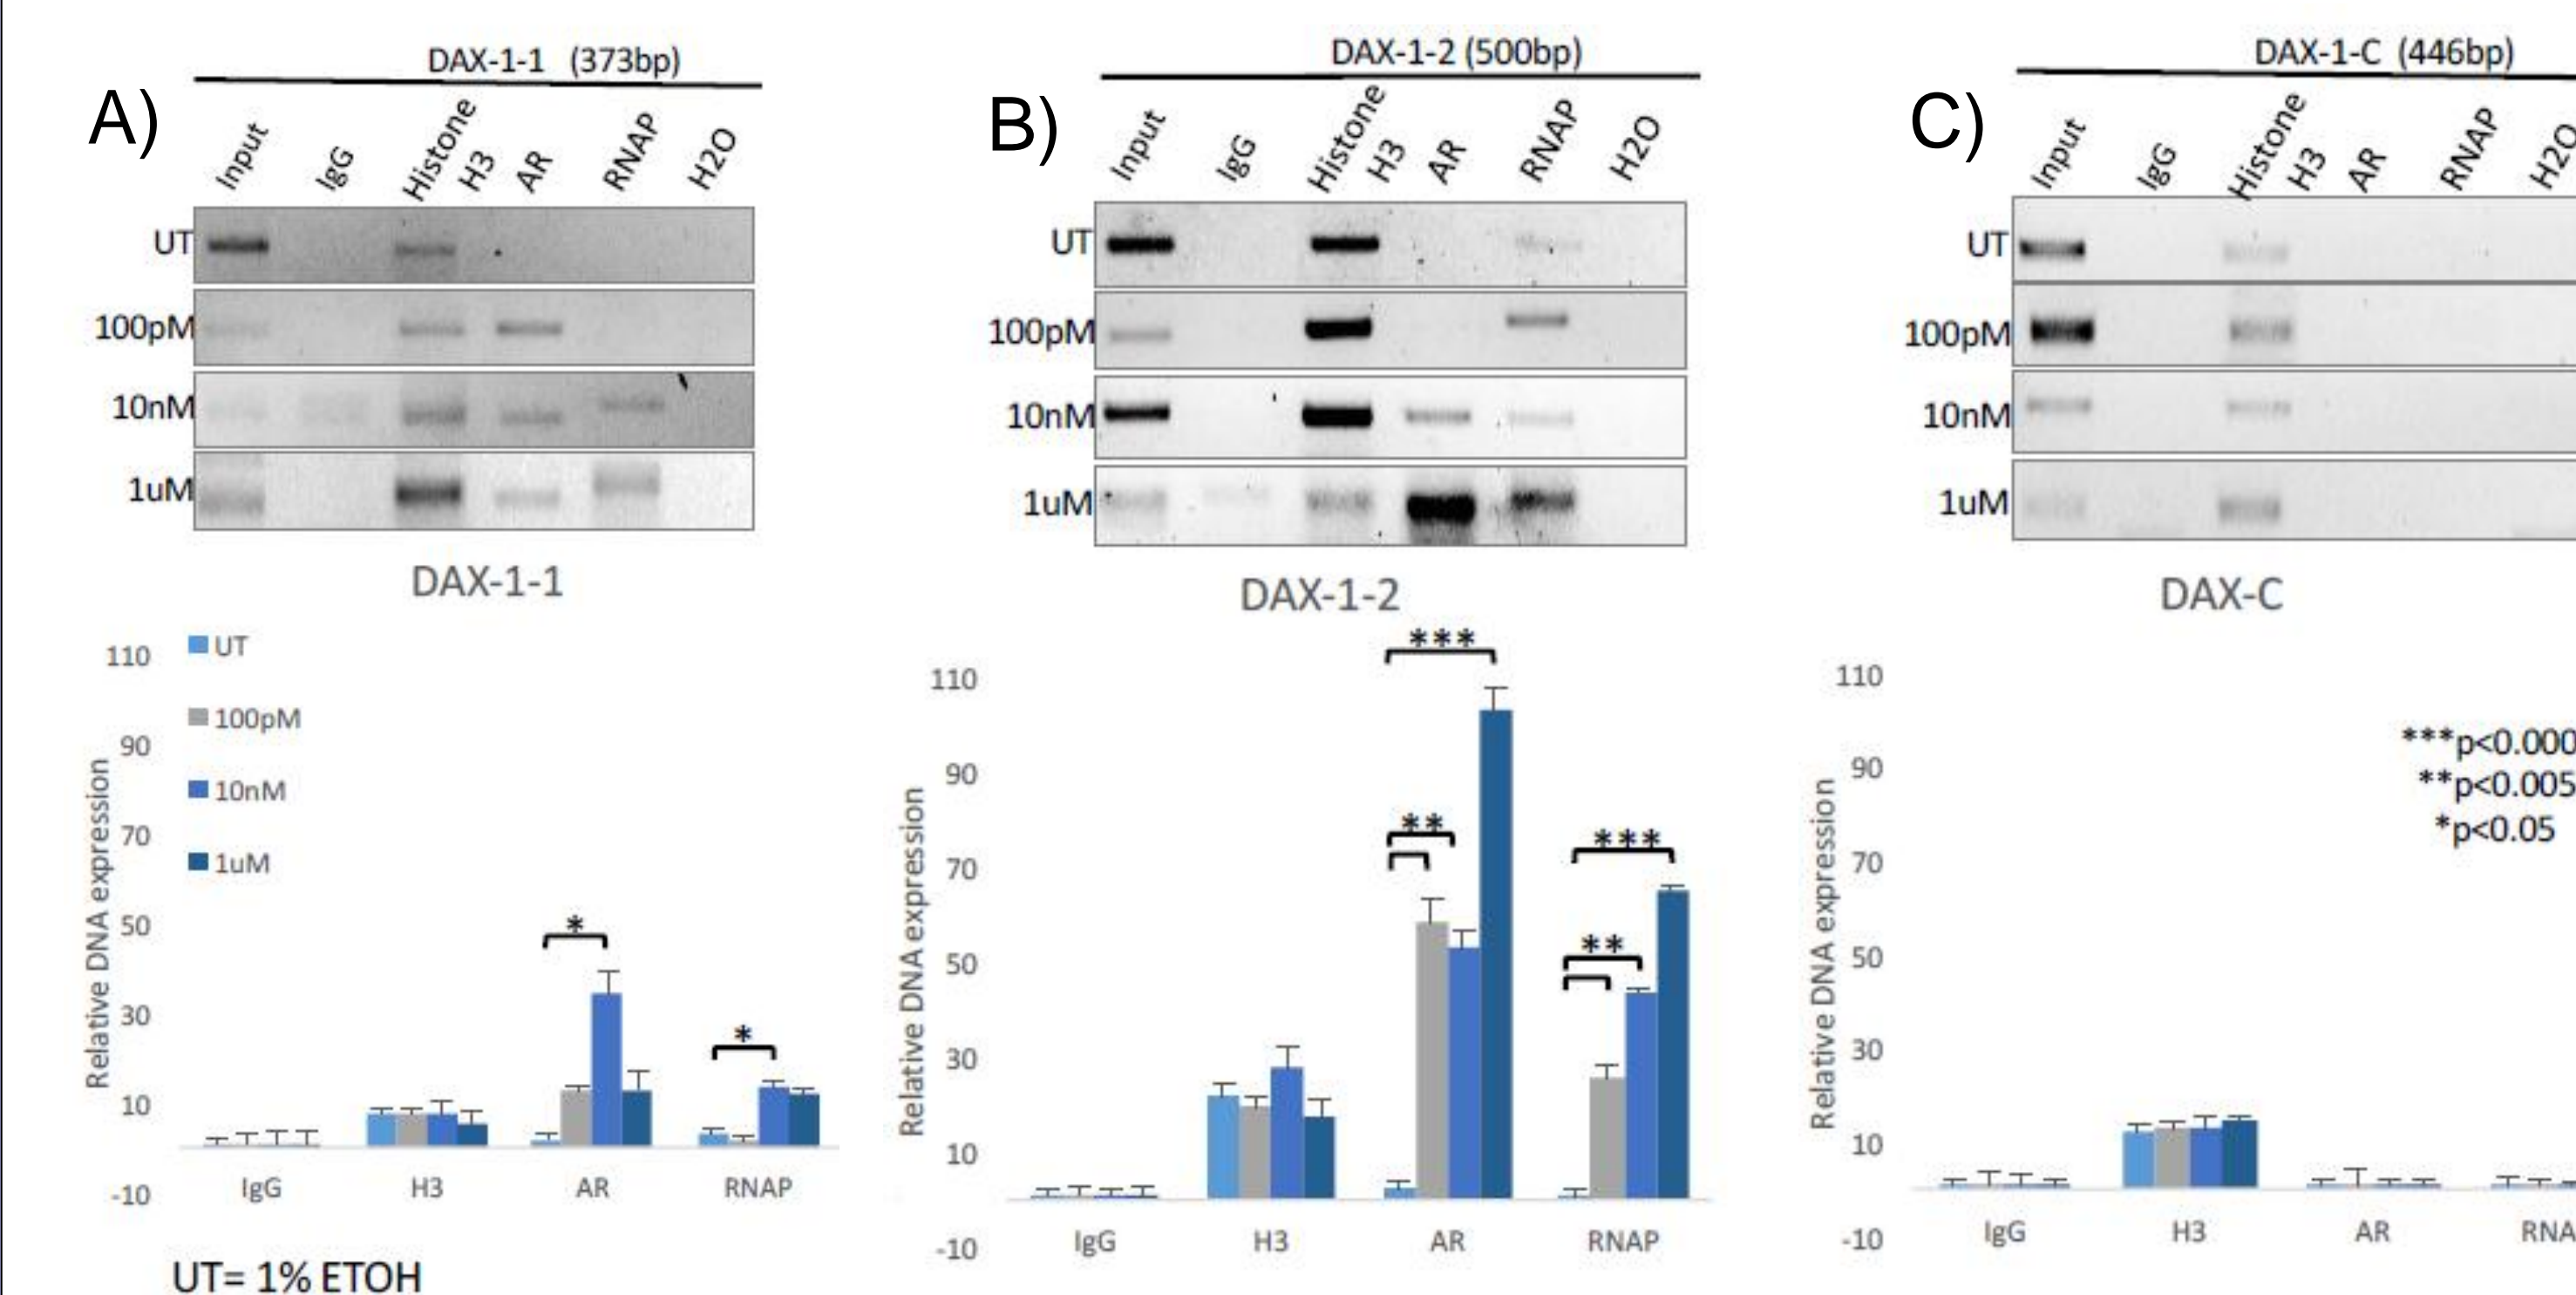 A)
DAX-1-1 (373bp)
Input IgG Histone H3 AR RNAP H2O
UT
100pM
10nM
1uM
DAX-1-1
UT
100pM
10nM
1uM
Relative DNA expression
110
90
70
50
30
10
-10
*
*
IgG H3 AR RNAP
UT= 1% ETOH
B)
DAX-1-2 (500bp)
Input IgG Histone H3 AR RNAP H2O
UT
100pM
10nM
1uM
DAX-1-2
Relative DNA expression
110
90
70
50
30
10
-10
***
**
***
**
IgG H3 AR RNAP
C)
DAX-1-C (446bp)
Input IgG Histone H3 AR RNAP H2O
UT
100pM
10nM
1uM
DAX-C
Relative DNA expression
110
90
70
50
30
10
-10
***p<0.000
**p<0.005
*p<0.05
IgG H3 AR RNA